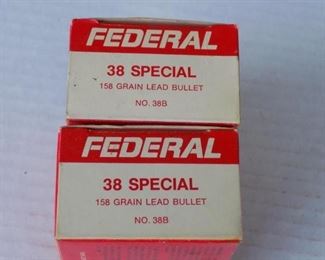 FEDERAL
38 SPECIAL
158 GRAIN LEAD BULLET
NO. 38B
FEDERAL
38 SPECIAL
158 GRAIN LEAD BULLET
NO. 38B